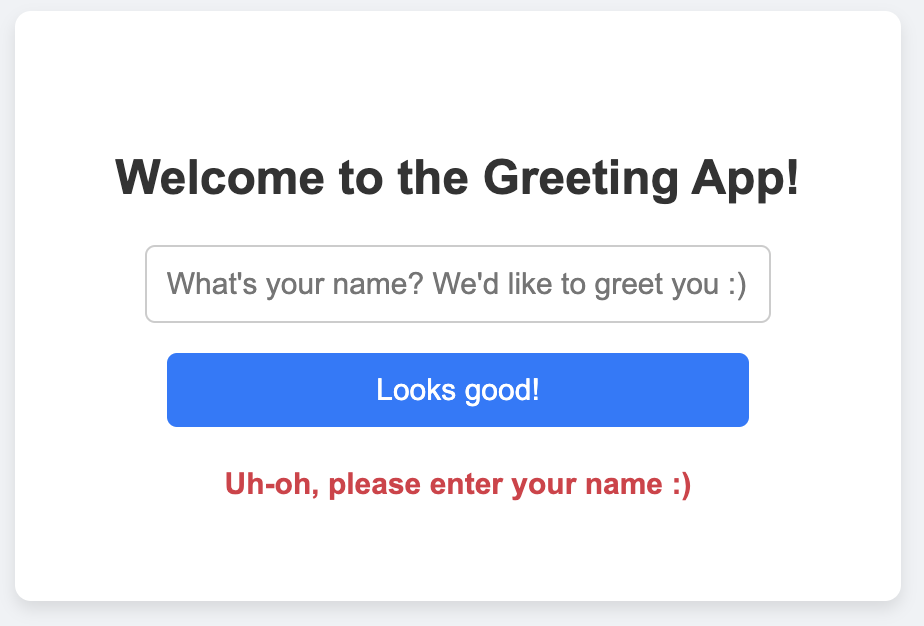 Welcome to the Greeting App!
What's your name? We'd like to greet you :)
Looks good!
Uh-oh, please enter your name :)